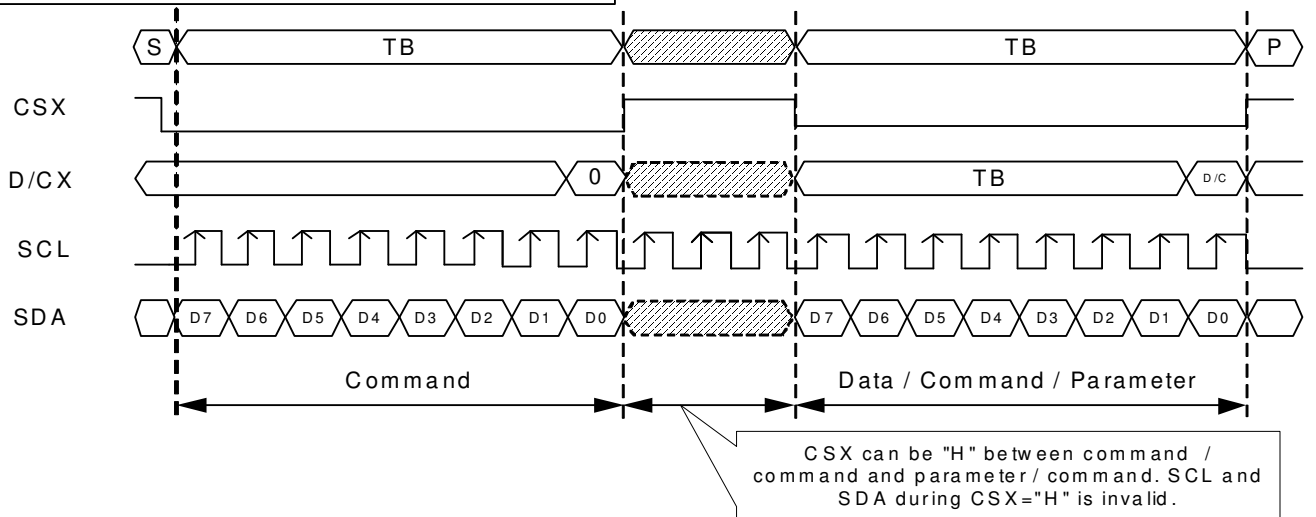 S TB TB P
CSX
D/CX 0 TB D/C
SCL
SDA D7 D6 D5 D4 D3 D2 D1 D0 D7 D6 D5 D4 D3 D2 D1 D0
Command Data / Command / Parameter
CSX can be "H" between command /
command and parameter / command. SCL and
SDA during CSX="H" is invalid.